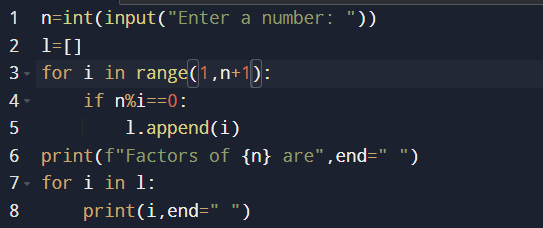 1 n=int(input("Enter a number: "))
2 l=[]
3 for i in range(1,n+1):
4     if n%i==0:
5         l.append(i)
6 print(f"Factors of {n} are",end=" ")
7 for i in l:
8     print(i,end=" ")